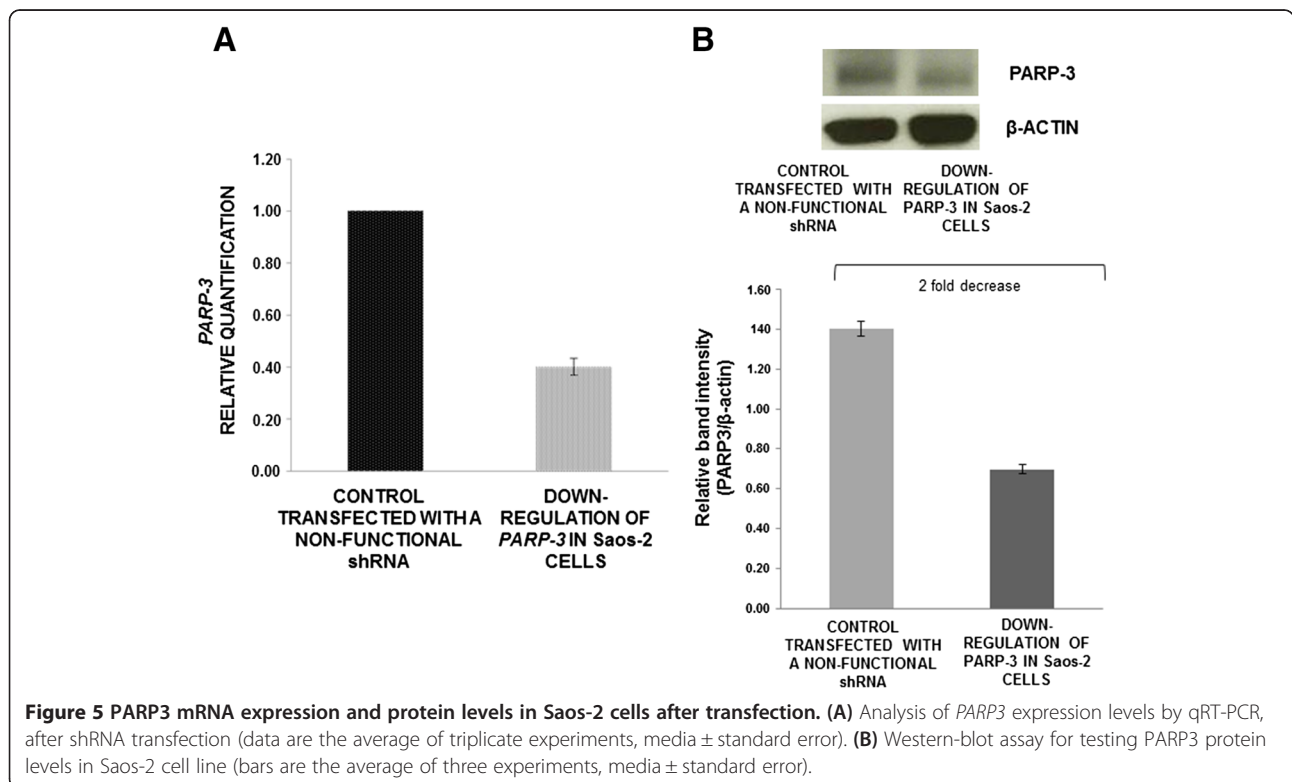 A
1.20
1.00
0.80
0.60
0.40
0.20
0.00
PARP-3
RELATIVE QUANTIFICATION
CONTROL
TRANSFECTED WITH A
NON-FUNCTIONAL
shRNA
DOWN-
REGULATION OF
PARP-3 IN Saos-2
CELLS
B
PARP-3
β-ACTIN
CONTROL
TRANSFECTED WITH
A NON-FUNCTIONAL
shRNA
DOWN-
REGULATION OF
PARP-3 IN Saos-2
CELLS
2 fold decrease
1.60
140
1.20
1.00
0.80
0.60
0.40
0.20
0.00
Relative band intensity
(PARP3/β-actin)
CONTROL
TRANSFECTED WITH
A NON-FUNCTIONAL
shRNA
DOWN-
REGULATION OF
PARP-3 IN Saos-2
CELLS
Figure 5 PARP3 mRNA expression and protein levels in Saos-2 cells after transfection. (A) Analysis of PARP3 expression levels by qRT-PCR,
after shRNA transfection (data are the average of triplicate experiments, media ± standard error). (B) Western-blot assay for testing PARP3 protein
levels in Saos-2 cell line (bars are the average of three experiments, media ± standard error).